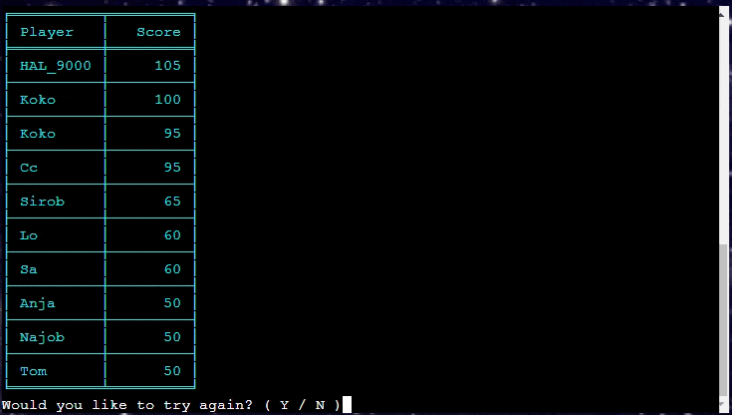 Player Score
HAL_9000 105
Koko 100
Koko 95
Cc 95
Sirob 65
Lo 60
Sa 60
Anja 50
Najob 50
Tom 50
Would you like to try again? ( Y / N )